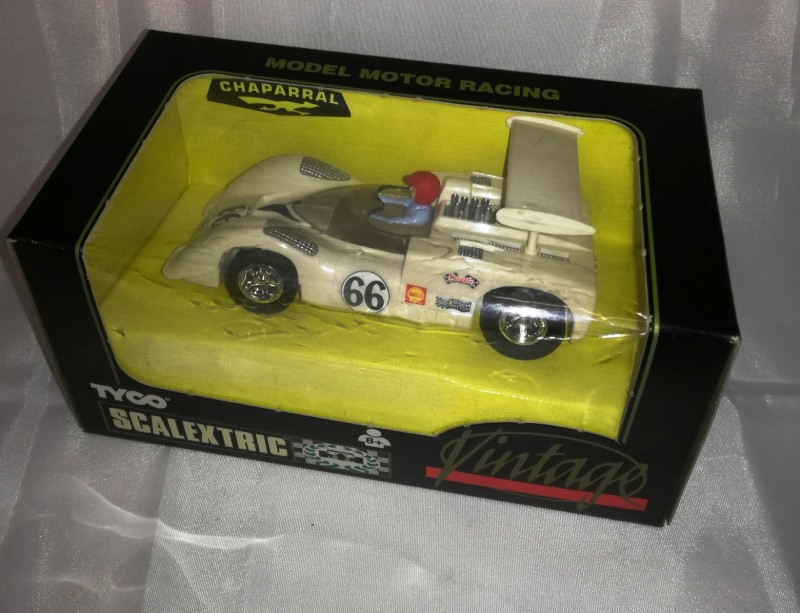 MODEL MOTOR RACING
CHAPARRAL
66
TYCO
SCALEXTRIC
8+
Vintage